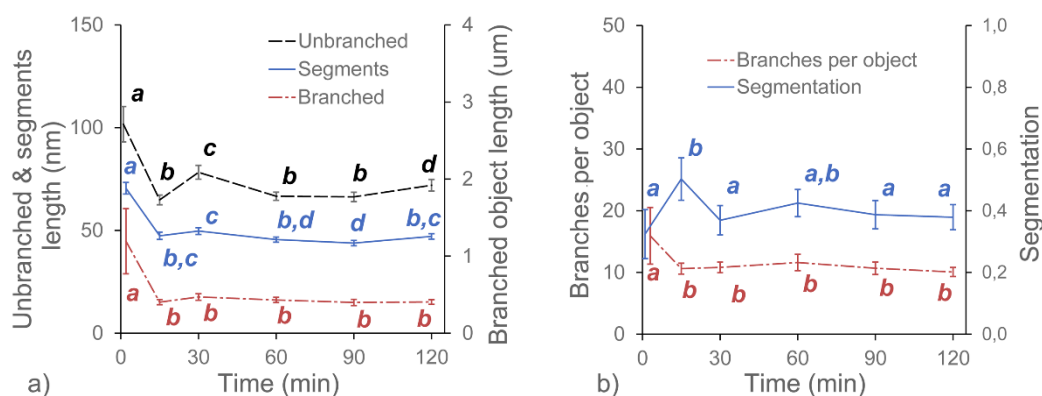 150
100
50
0
Unbranched & segments
length (nm)
4
3
2
1
0
Branched object length (um)
Unbranched
Segments
Branched
a
b
c
b
b
d
a
b,c
c
b,d
d
b,c
a
b
b
b
b
b
0
30
60
90
120
Time (min)
a)
50
40
30
20
10
0
Branches per object
1,0
0,8
0,6
0,4
0,2
0,0
Segmentation
Branches per object
Segmentation
a
b
a
a,b
a
a
a
b
b
b
b
b
0
30
60
90
120
Time (min)
b)